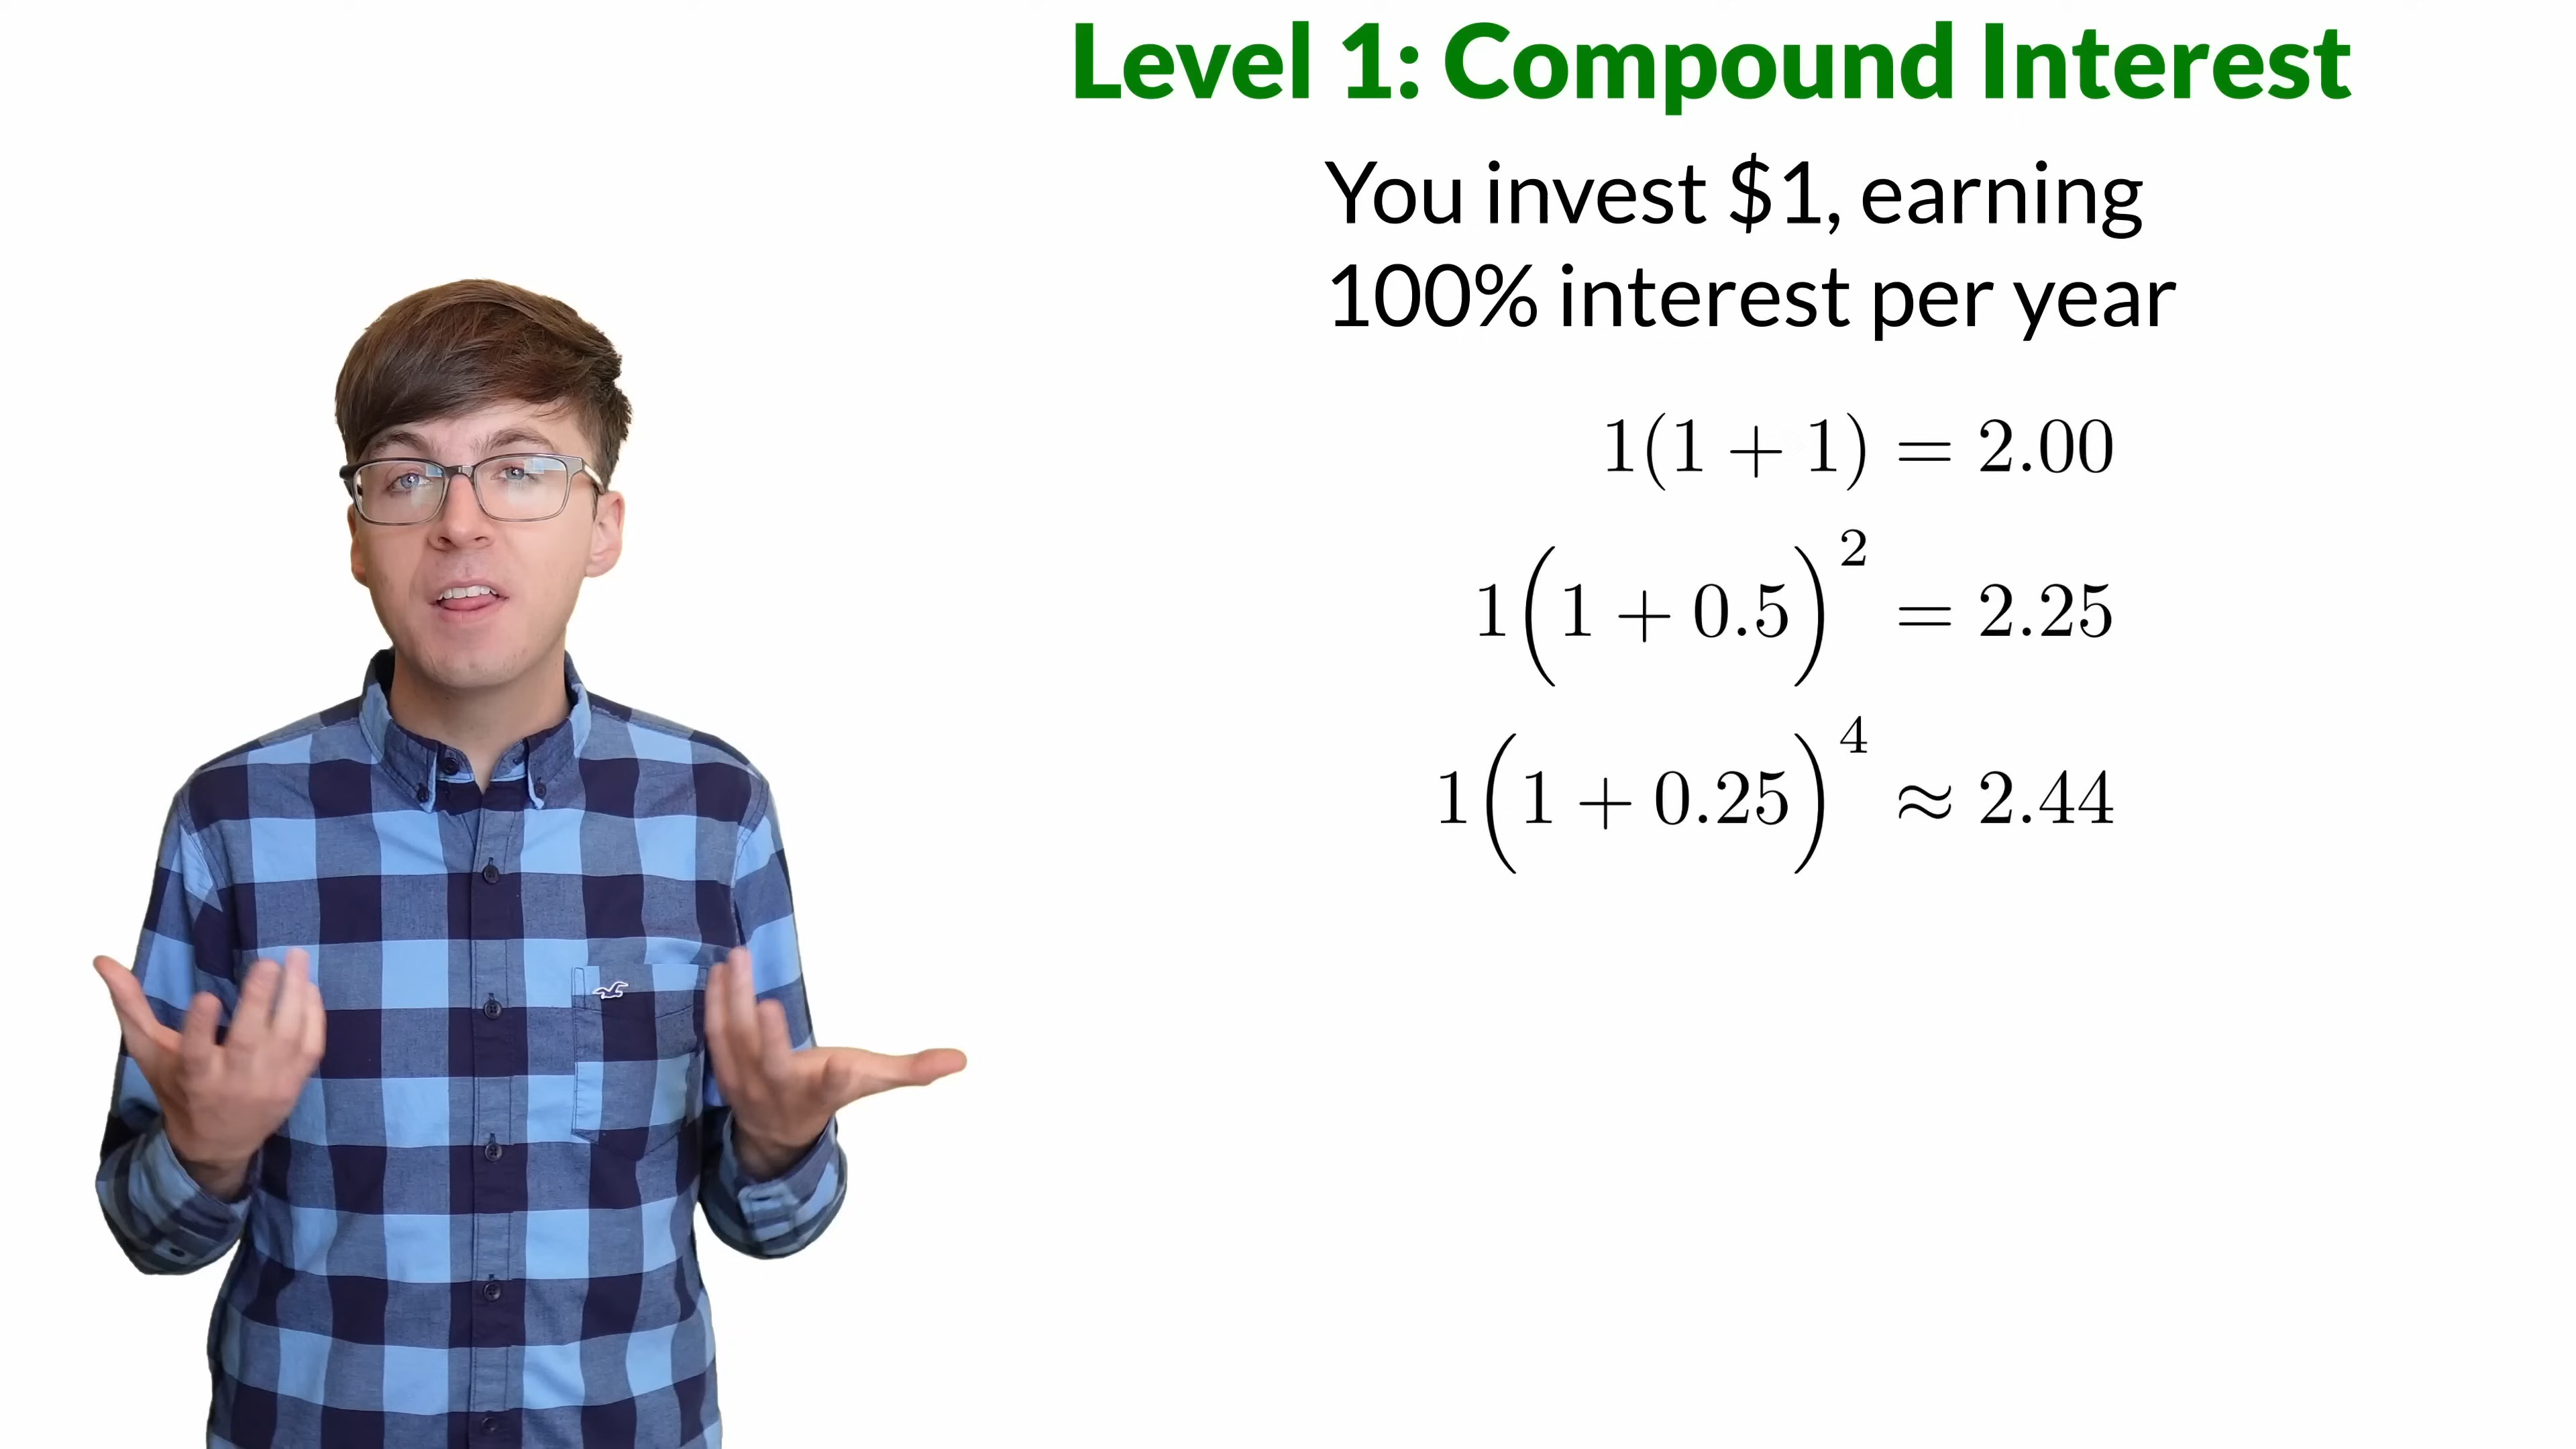 Level 1: Compound Interest
You invest $1, earning
100% interest per year
1(1 + 1) = 2.00
1(1 + 0.5)² = 2.25
1(1 + 0.25)⁴ ≈ 2.44